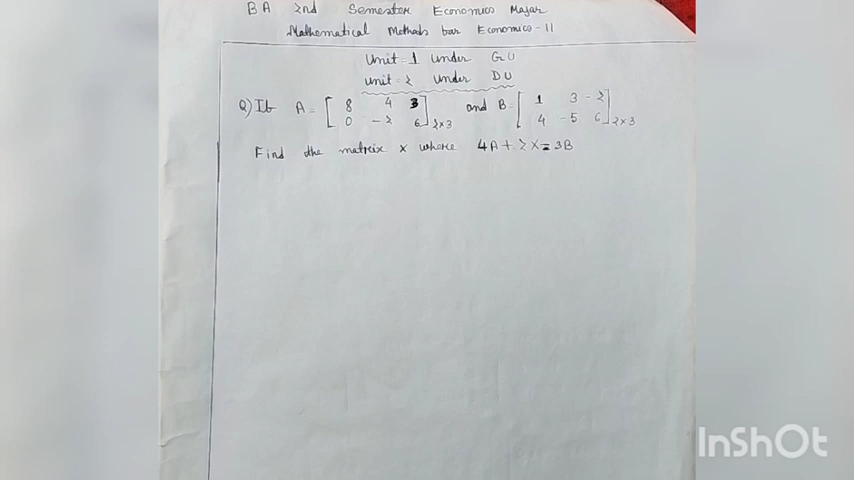 BA 2nd Semester Economics Major
Mathematical Methods for Economics - II
Unit = 1 under GU
unit = 2 under DU
Q) If A = [ 8 4 3 and B = [ 1 3 - 2
0 - 2 6 ] 2×3 4 - 5 6 ] 2×3
Find the matrix x where 4A + 2X = 3B
InShOt